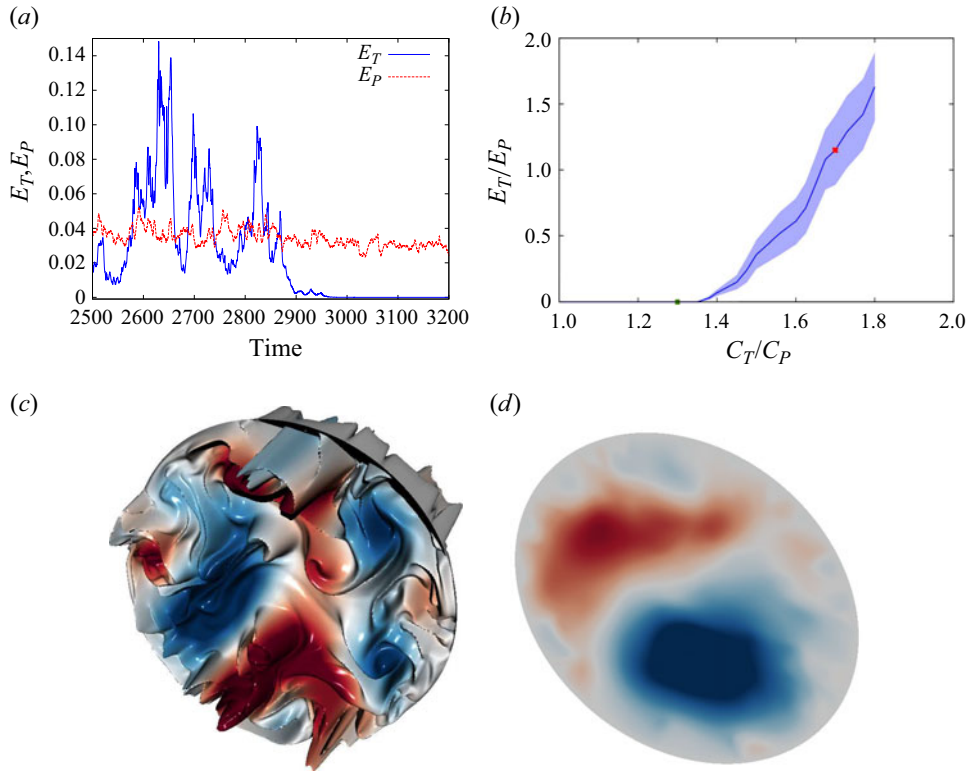 (a)
E_T
E_P
E_T, E_P
0.14
0.12
0.10
0.08
0.06
0.04
0.02
0
2500 2600 2700 2800 2900 3000 3100 3200
Time
(b)
E_T/E_P
2.0
1.5
1.0
0.5
0
1.0 1.2 1.4 1.6 1.8 2.0
C_T/C_P
(c)
(d)